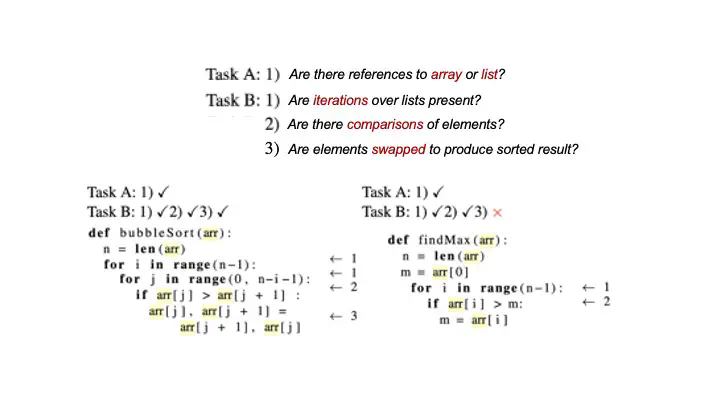 Task A: 1) Are there references to array or list?
Task B: 1) Are iterations over lists present?
2) Are there comparisons of elements?
3) Are elements swapped to produce sorted result?
Task A: 1) ✓
Task B: 1) ✓2) ✓3) ✓
def bubbleSort(arr):
n = len(arr)
for i in range(n-1): ← 1
for j in range(0, n-i-1): ← 1
if arr[j] > arr[j + 1] : ← 2
arr[j], arr[j + 1] =
arr[j + 1], arr[j] ← 3
Task A: 1) ✓
Task B: 1) ✓2) ✓3) ×
def findMax(arr):
n = len(arr)
m = arr[0]
for i in range(n-1): ← 1
if arr[i] > m: ← 2
m = arr[i]